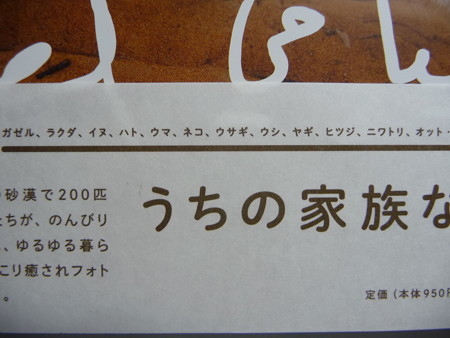 ガゼル、ラクダ、イヌ、ハト、ウマ、ネコ、ウサギ、ウシ、ヤギ、ヒツジ、ニワトリ、オット・
砂漠で200匹
たちが、のんびり
、ゆるゆる暮ら
こり癒されフォト
。
うちの家族な
定価(本体950円